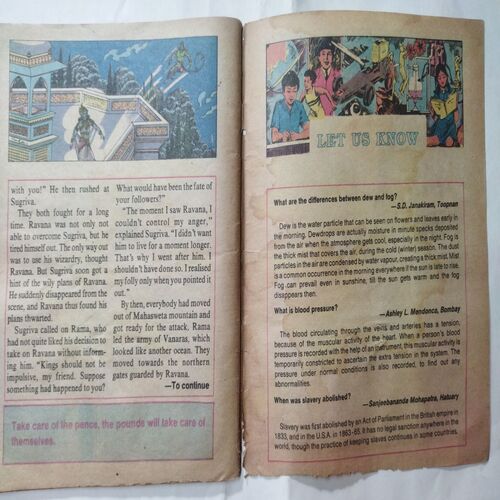 with you!" He then rushed at
Sugriva.
They both fought for a long
time. Ravana was not only not
able to overcome Sugriva, but he
tired himself out. The only way out
was to use his wizardry, thought
Ravana. But Sugriva soon got a
hint of the wily plans of Ravana.
He suddenly disappeared from the
scene, and Ravana thus found his
plans thwarted.
Sugriva called on Rama, who
had not quite liked his decision to
take on Ravana without inform-
ing him. "Kings should not be
impulsive, my friend. Suppose
something had happened to you?
What would have been the fate of
your followers!"
"The moment I saw Ravana, I
couldn't control my anger,"
explained Sugriva. "I didn't want
him to live for a moment longer.
That's why I went after him. I
shouldn't have done so. I realised
my folly only when you pointed it
out."
By then, everybody had moved
out of Mahasweta mountain and
got ready for the attack. Rama
led the army of Vanaras, which
looked like another ocean. They
moved towards the northern
gates guarded by Ravana.
—To continue
Take care of the pence, the pounds will take care of
themselves.
LET US KNOW
What are the differences between dew and fog?
—S.D. Janakiram, Toopnan
Dew is the water particle that can be seen on flowers and leaves early in
the morning. Dewdrops are actually moisture in minute specks deposited
from the air when the atmosphere gets cool, especially in the night. Fog is
the thick mist that covers the air, during the cold (winter) season. The dust
particles in the air are condensed by water vapour, creating a thick mist. Mist
is a common occurrence in the morning everywhere if the sun is late to rise.
Fog can prevail even in sunshine, till the sun gets warm and the fog
disappears then.
What is blood pressure?
—Ashley L. Mendonca, Bombay
The blood circulating through the veins and arteries has a tension,
because of the muscular activity of the heart. When a person's blood
pressure is recorded with the help of an instrument, this muscular activity is
temporarily constricted to ascertain the extra tension in the system. The
pressure under normal conditions is also recorded, to find out any
abnormalities.
When was slavery abolished?
—Sanjeebananda Mohapatra, Hatuary
Slavery was first abolished by an Act of Parliament in the British empire in
1833, and in the U.S.A. in 1863-65. It has no legal sanction anywhere in the
world, though the practice of keeping slaves continues in some countries.